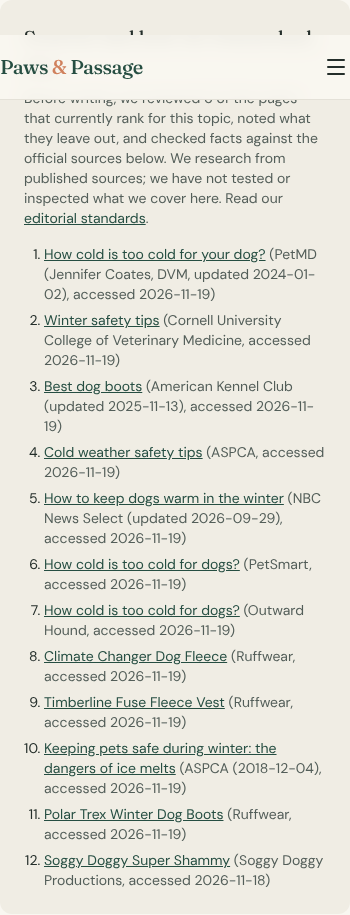 Paws & Passage
Before writing, we reviewed 6 of the pages
that currently rank for this topic, noted what
they leave out, and checked facts against the
official sources below. We research from
published sources; we have not tested or
inspected what we cover here. Read our
editorial standards.
1. How cold is too cold for your dog? (PetMD
(Jennifer Coates, DVM, updated 2024-01-
02), accessed 2026-11-19)
2. Winter safety tips (Cornell University
College of Veterinary Medicine, accessed
2026-11-19)
3. Best dog boots (American Kennel Club
(updated 2025-11-13), accessed 2026-11-
19)
4. Cold weather safety tips (ASPCA, accessed
2026-11-19)
5. How to keep dogs warm in the winter (NBC
News Select (updated 2026-09-29),
accessed 2026-11-19)
6. How cold is too cold for dogs? (PetSmart,
accessed 2026-11-19)
7. How cold is too cold for dogs? (Outward
Hound, accessed 2026-11-19)
8. Climate Changer Dog Fleece (Ruffwear,
accessed 2026-11-19)
9. Timberline Fuse Fleece Vest (Ruffwear,
accessed 2026-11-19)
10. Keeping pets safe during winter: the
dangers of ice melts (ASPCA (2018-12-04),
accessed 2026-11-19)
11. Polar Trex Winter Dog Boots (Ruffwear,
accessed 2026-11-19)
12. Soggy Doggy Super Shammy (Soggy Doggy
Productions, accessed 2026-11-18)